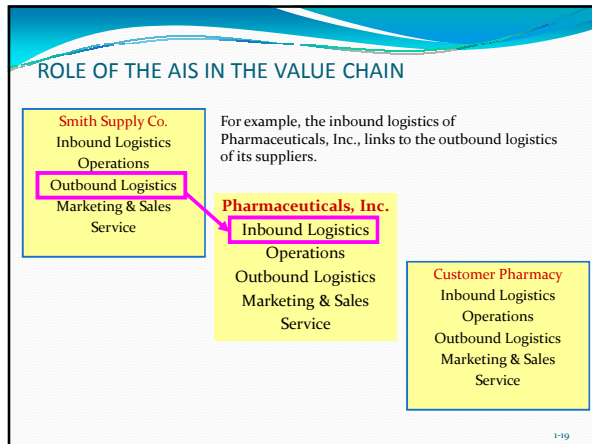 ROLE OF THE AIS IN THE VALUE CHAIN
Smith Supply Co.
Inbound Logistics
Operations
Outbound Logistics
Marketing & Sales
Service
For example, the inbound logistics of
Pharmaceuticals, Inc., links to the outbound logistics
of its suppliers.
Pharmaceuticals, Inc.
Inbound Logistics
Operations
Outbound Logistics
Marketing & Sales
Service
Customer Pharmacy
Inbound Logistics
Operations
Outbound Logistics
Marketing & Sales
Service
1-19